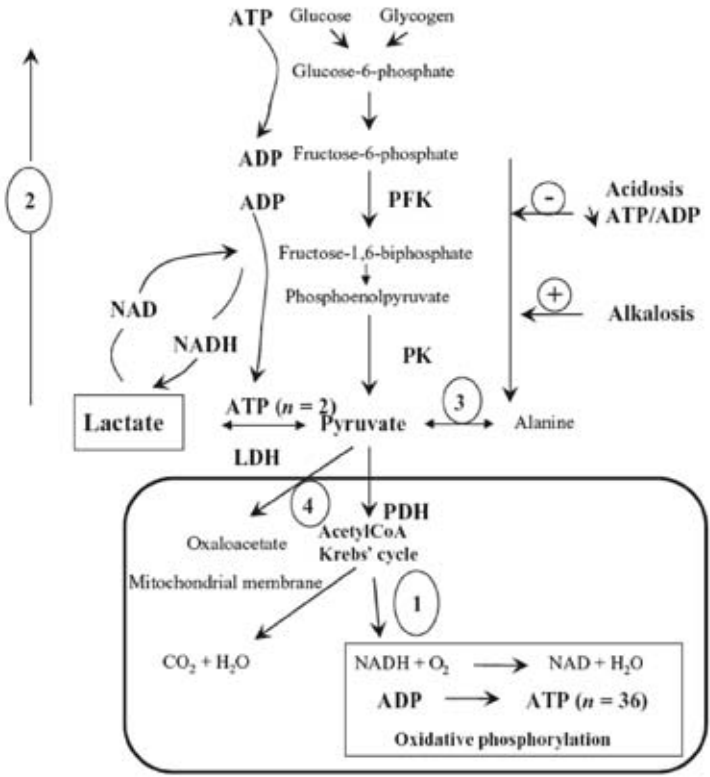 ATP Glucose Glycogen
Glucose-6-phosphate
ADP Fructose-6-phosphate
ADP
PFK
2
-
Acidosis
ATP/ADP
Fructose-1,6-biphosphate
Phosphoenolpyruvate
NAD
NADH
+
Alkalosis
PK
ATP (n = 2)
3
Lactate
Pyruvate
Alanine
LDH
4
PDH
AcetylCoA
Krebs' cycle
Oxaloacetate
Mitochondrial membrane
1
CO2 + H2O
NADH + O2 NAD + H2O
ADP ATP (n = 36)
Oxidative phosphorylation